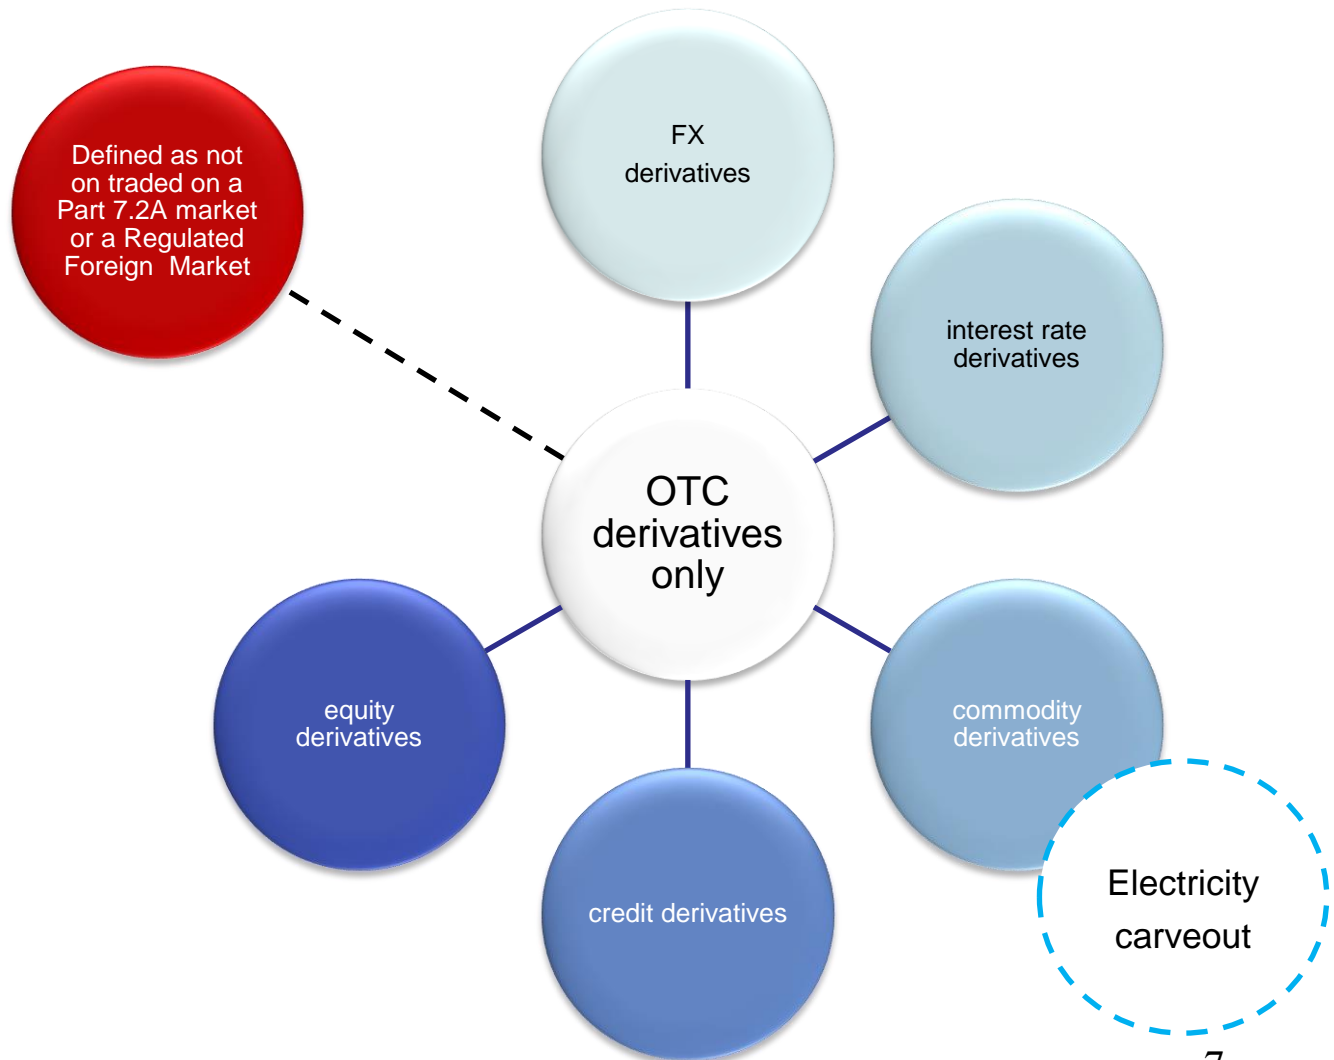 FX
derivatives
Defined as not
on traded on a
Part 7.2A market
or a Regulated
Foreign Market
interest rate
derivatives
OTC
derivatives
only
equity
derivatives
commodity
derivatives
credit derivatives
Electricity
carveout
7